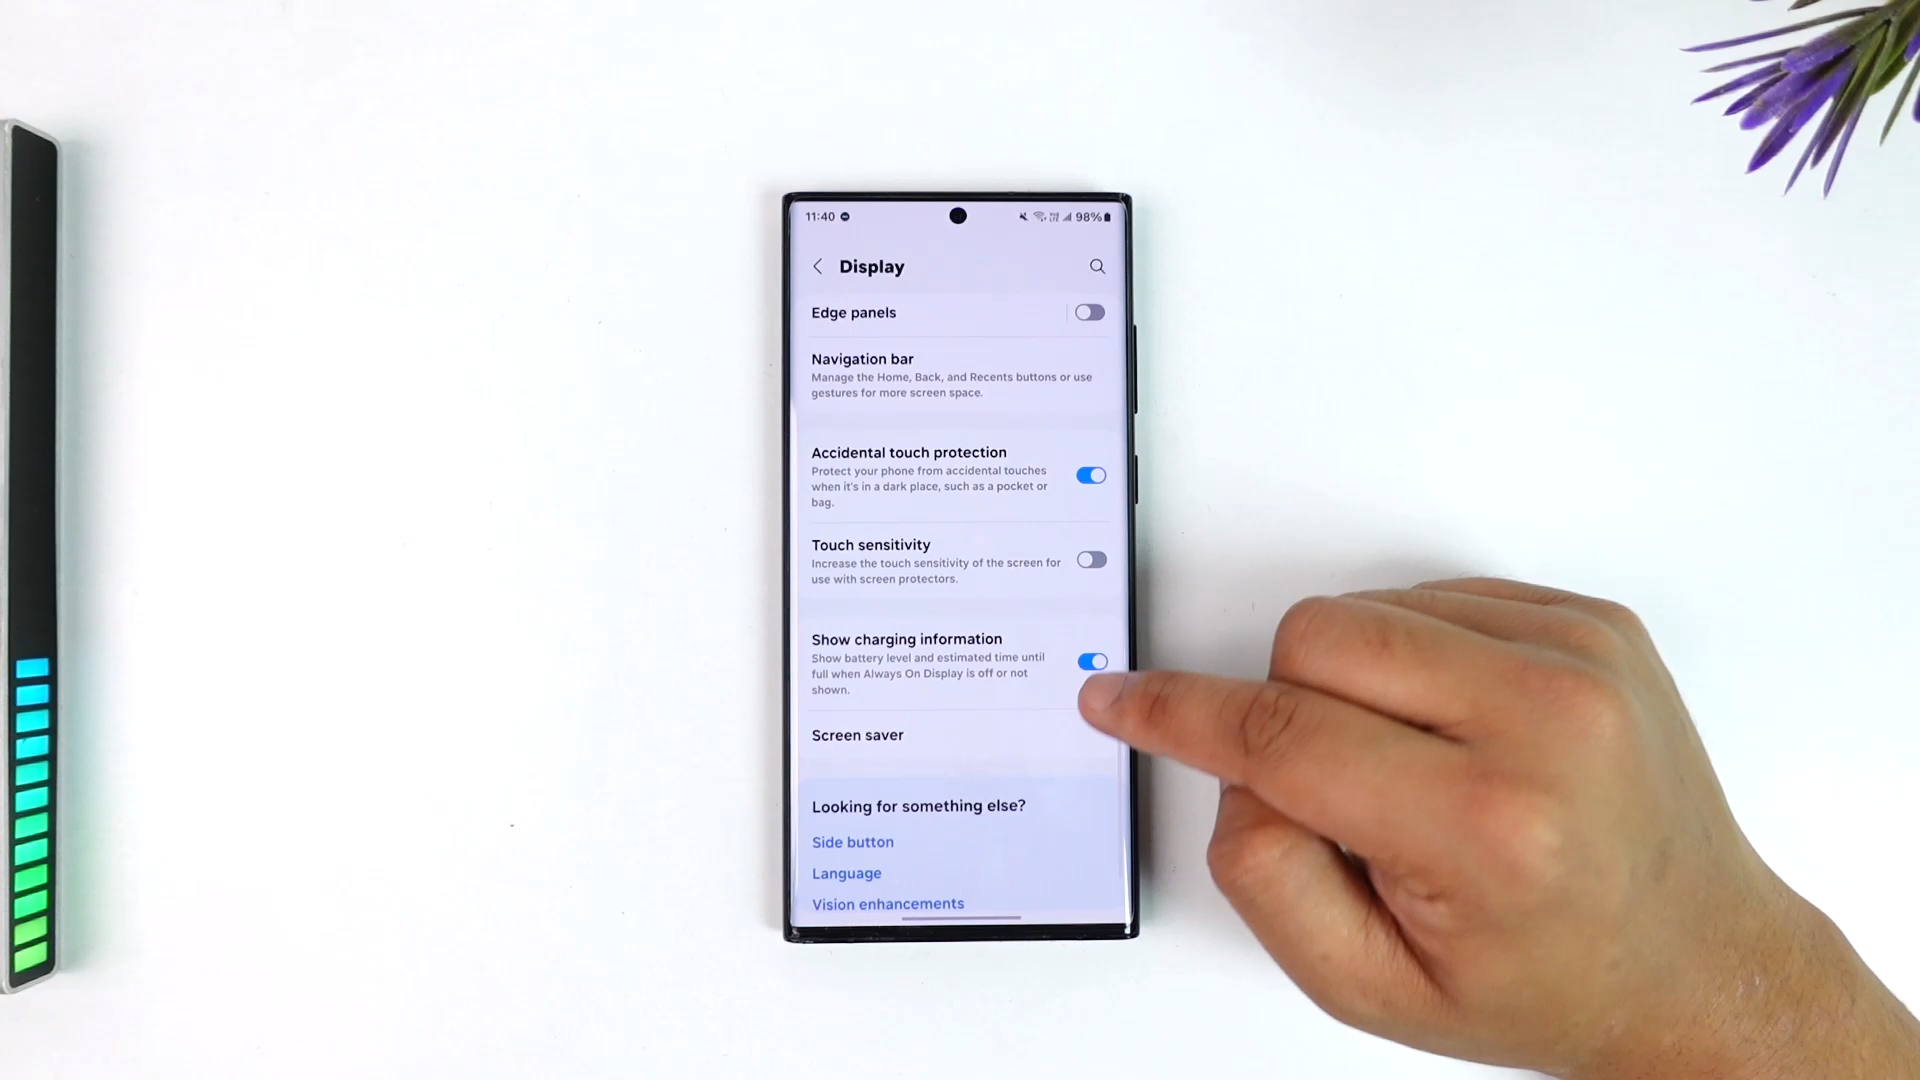 11:40
98%
Display
Edge panels
Navigation bar
Manage the Home, Back, and Recents buttons or use
gestures for more screen space.
Accidental touch protection
Protect your phone from accidental touches
when it's in a dark place, such as a pocket or
bag.
Touch sensitivity
Increase the touch sensitivity of the screen for
use with screen protectors.
Show charging information
Show battery level and estimated time until
full when Always On Display is off or not
shown.
Screen saver
Looking for something else?
Side button
Language
Vision enhancements